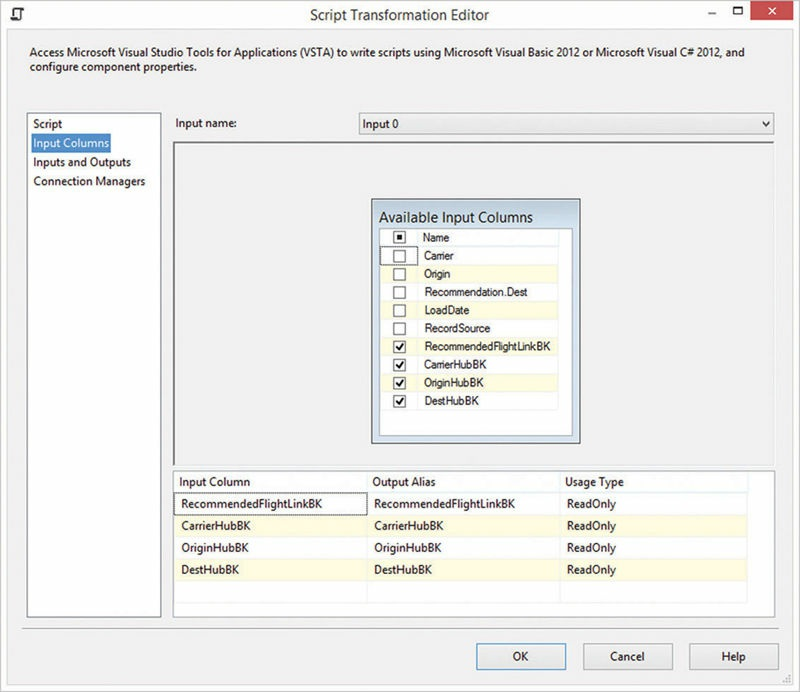 Script Transformation Editor
Access Microsoft Visual Studio Tools for Applications (VSTA) to write scripts using Microsoft Visual Basic 2012 or Microsoft Visual C# 2012, and
configure component properties.
Script
Input Columns
Inputs and Outputs
Connection Managers
Input name:
Input 0
Available Input Columns
Name
Carrier
Origin
Recommendation.Dest
LoadDate
RecordSource
RecommendedFlightLinkBK
CarrierHubBK
OriginHubBK
DestHubBK
Input Column Output Alias Usage Type
RecommendedFlightLinkBK RecommendedFlightLinkBK ReadOnly
CarrierHubBK CarrierHubBK ReadOnly
OriginHubBK OriginHubBK ReadOnly
DestHubBK DestHubBK ReadOnly
OK Cancel Help